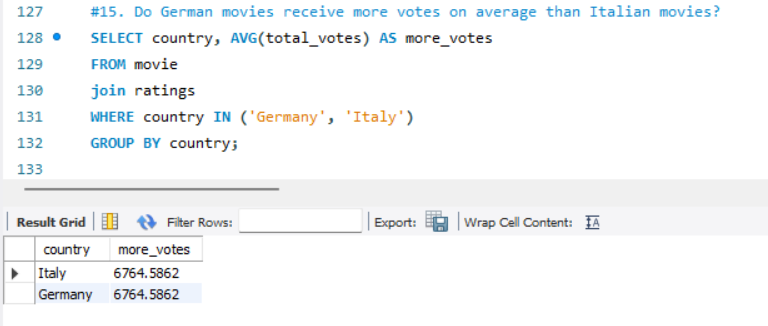 127 #15. Do German movies receive more votes on average than Italian movies?
128 SELECT country, AVG(total_votes) AS more_votes
129 FROM movie
130 join ratings
131 WHERE country IN ('Germany', 'Italy')
132 GROUP BY country;
133
Result Grid Filter Rows: Export: Wrap Cell Content: IA
country more_votes
Italy 6764.5862
Germany 6764.5862